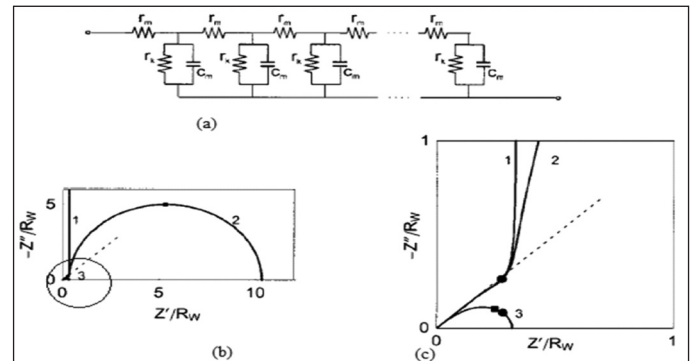 rm rm rm rm rm
rk Cm rk Cm rk Cm rk Cm
(a)
1
1 2
5
1 2
-Z″/RW
-Z″/RW
3
0
0 5 10
Z′/RW
3
0
0 Z′/RW 1
(b) (c)